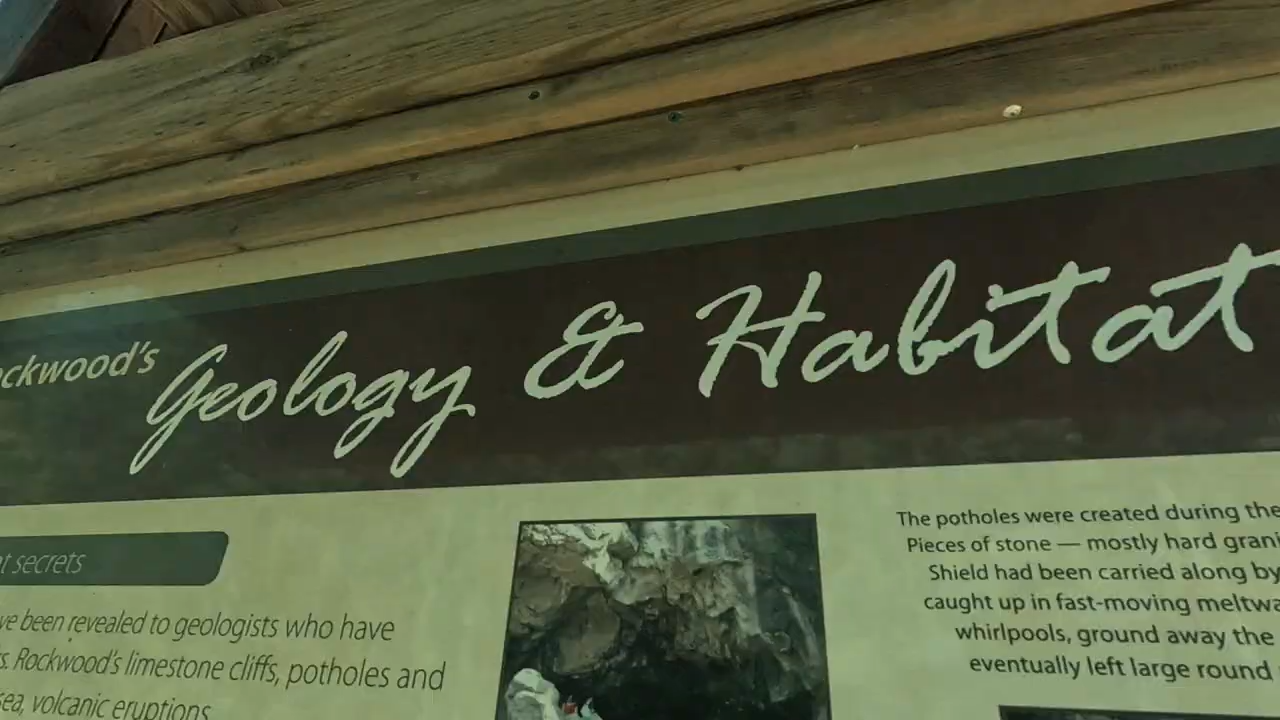 ockwood's Geology & Habitat
t secrets
ve been revealed to geologists who have
s. Rockwood's limestone cliffs, potholes and
sea, volcanic eruptions
The potholes were created during the
Pieces of stone — mostly hard grani
Shield had been carried along by
caught up in fast-moving meltwa
whirlpools, ground away the
eventually left large round